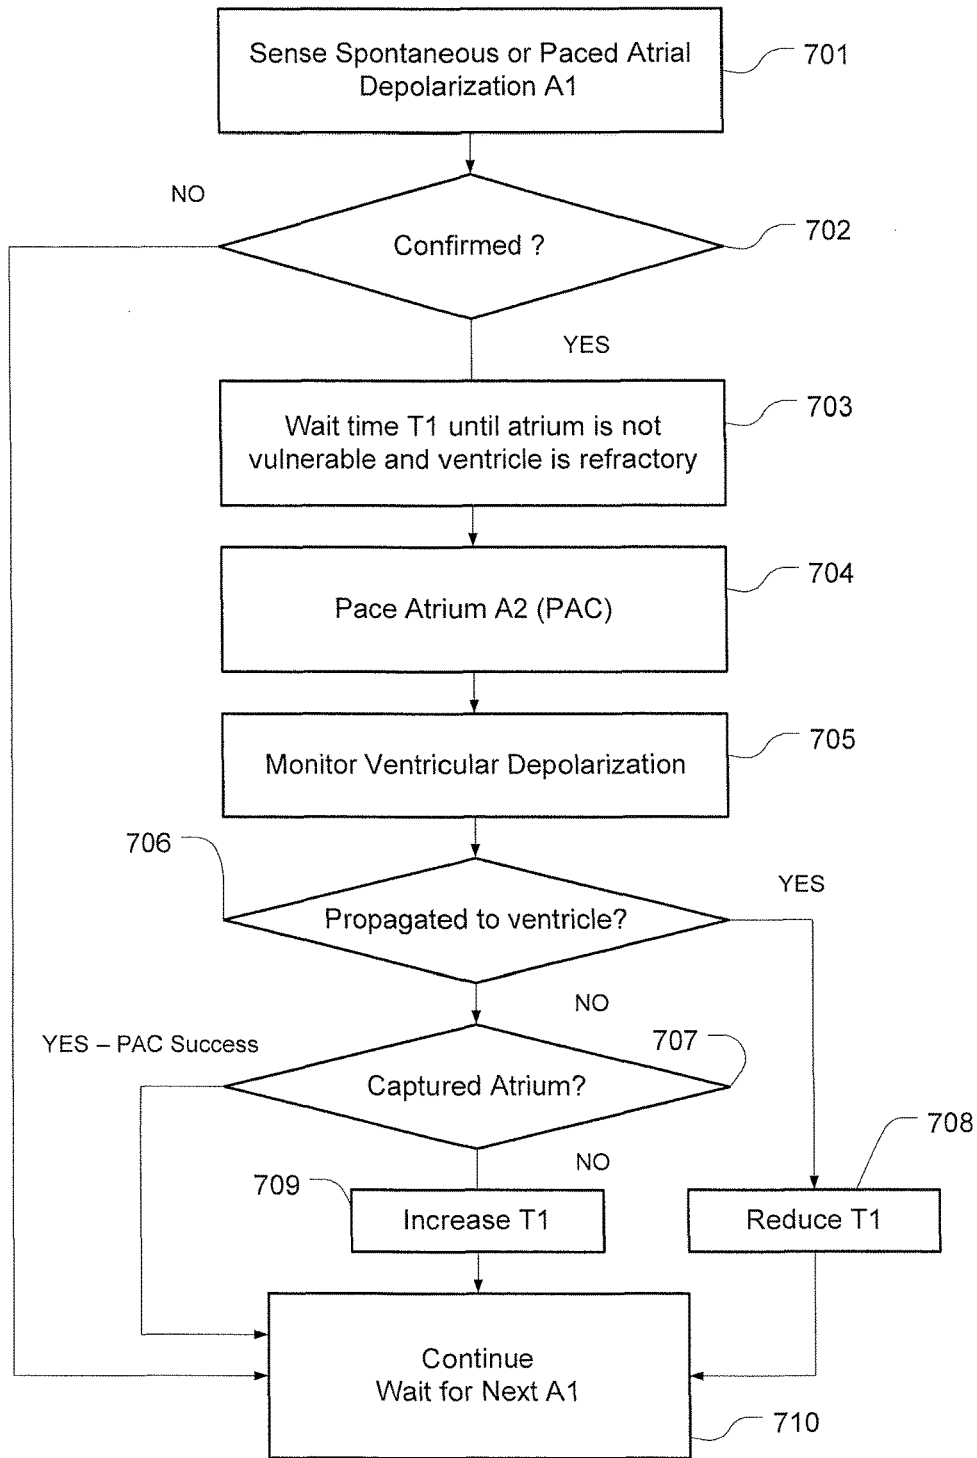 Sense Spontaneous or Paced Atrial
Depolarization A1
701
NO
Confirmed ?
702
YES
Wait time T1 until atrium is not
vulnerable and ventricle is refractory
703
Pace Atrium A2 (PAC)
704
Monitor Ventricular Depolarization
705
706
Propagated to ventricle?
YES
NO
YES – PAC Success
Captured Atrium?
707
NO
709
Increase T1
708
Reduce T1
Continue
Wait for Next A1
710